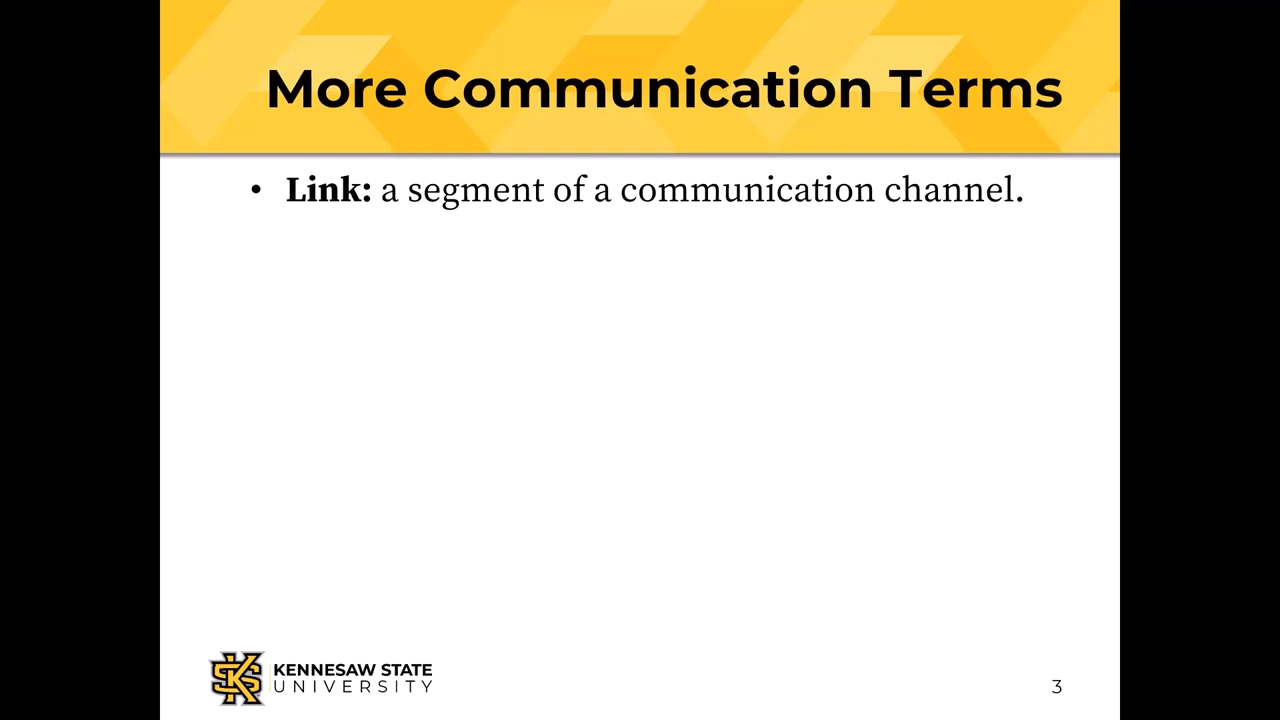 More Communication Terms
• Link: a segment of a communication channel.
KENNESAW STATE
UNIVERSITY
3